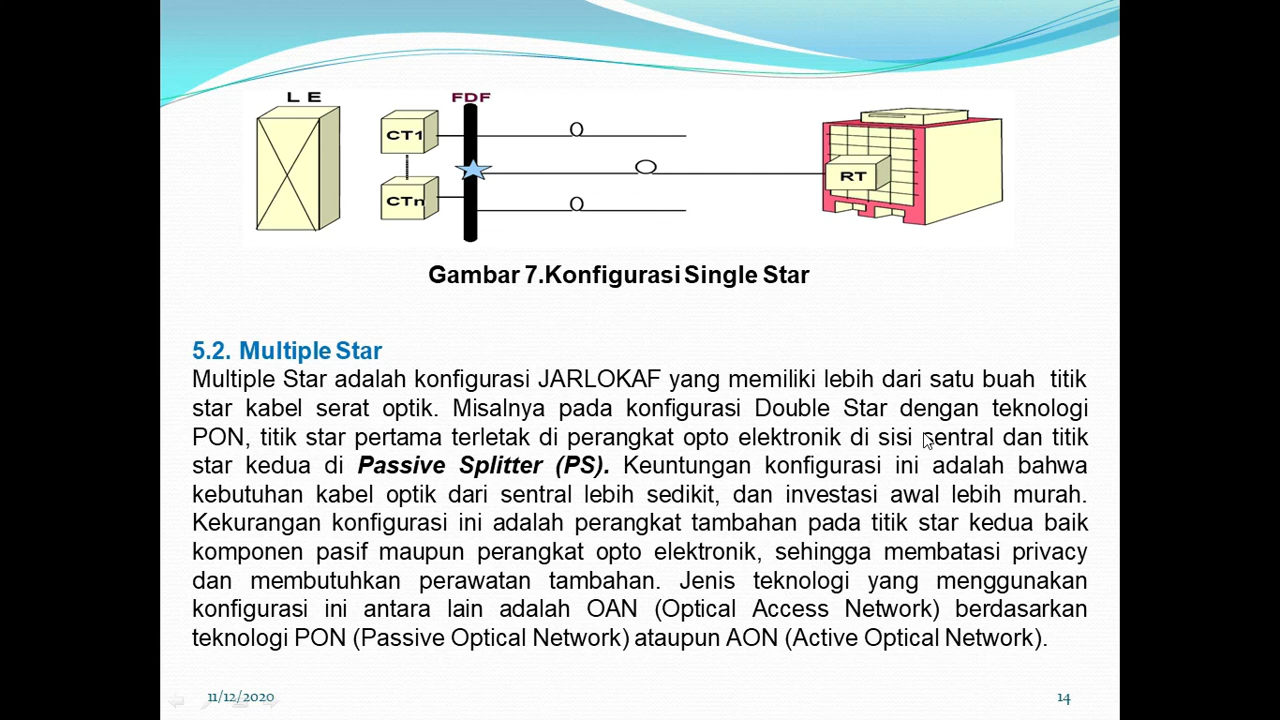 L E
FDF
CT1
CTn
RT
Gambar 7.Konfigurasi Single Star
5.2. Multiple Star
Multiple Star adalah konfigurasi JARLOKAF yang memiliki lebih dari satu buah titik
star kabel serat optik. Misalnya pada konfigurasi Double Star dengan teknologi
PON, titik star pertama terletak di perangkat opto elektronik di sisi sentral dan titik
star kedua di Passive Splitter (PS). Keuntungan konfigurasi ini adalah bahwa
kebutuhan kabel optik dari sentral lebih sedikit, dan investasi awal lebih murah.
Kekurangan konfigurasi ini adalah perangkat tambahan pada titik star kedua baik
komponen pasif maupun perangkat opto elektronik, sehingga membatasi privacy
dan membutuhkan perawatan tambahan. Jenis teknologi yang menggunakan
konfigurasi ini antara lain adalah OAN (Optical Access Network) berdasarkan
teknologi PON (Passive Optical Network) ataupun AON (Active Optical Network).
11/12/2020
14